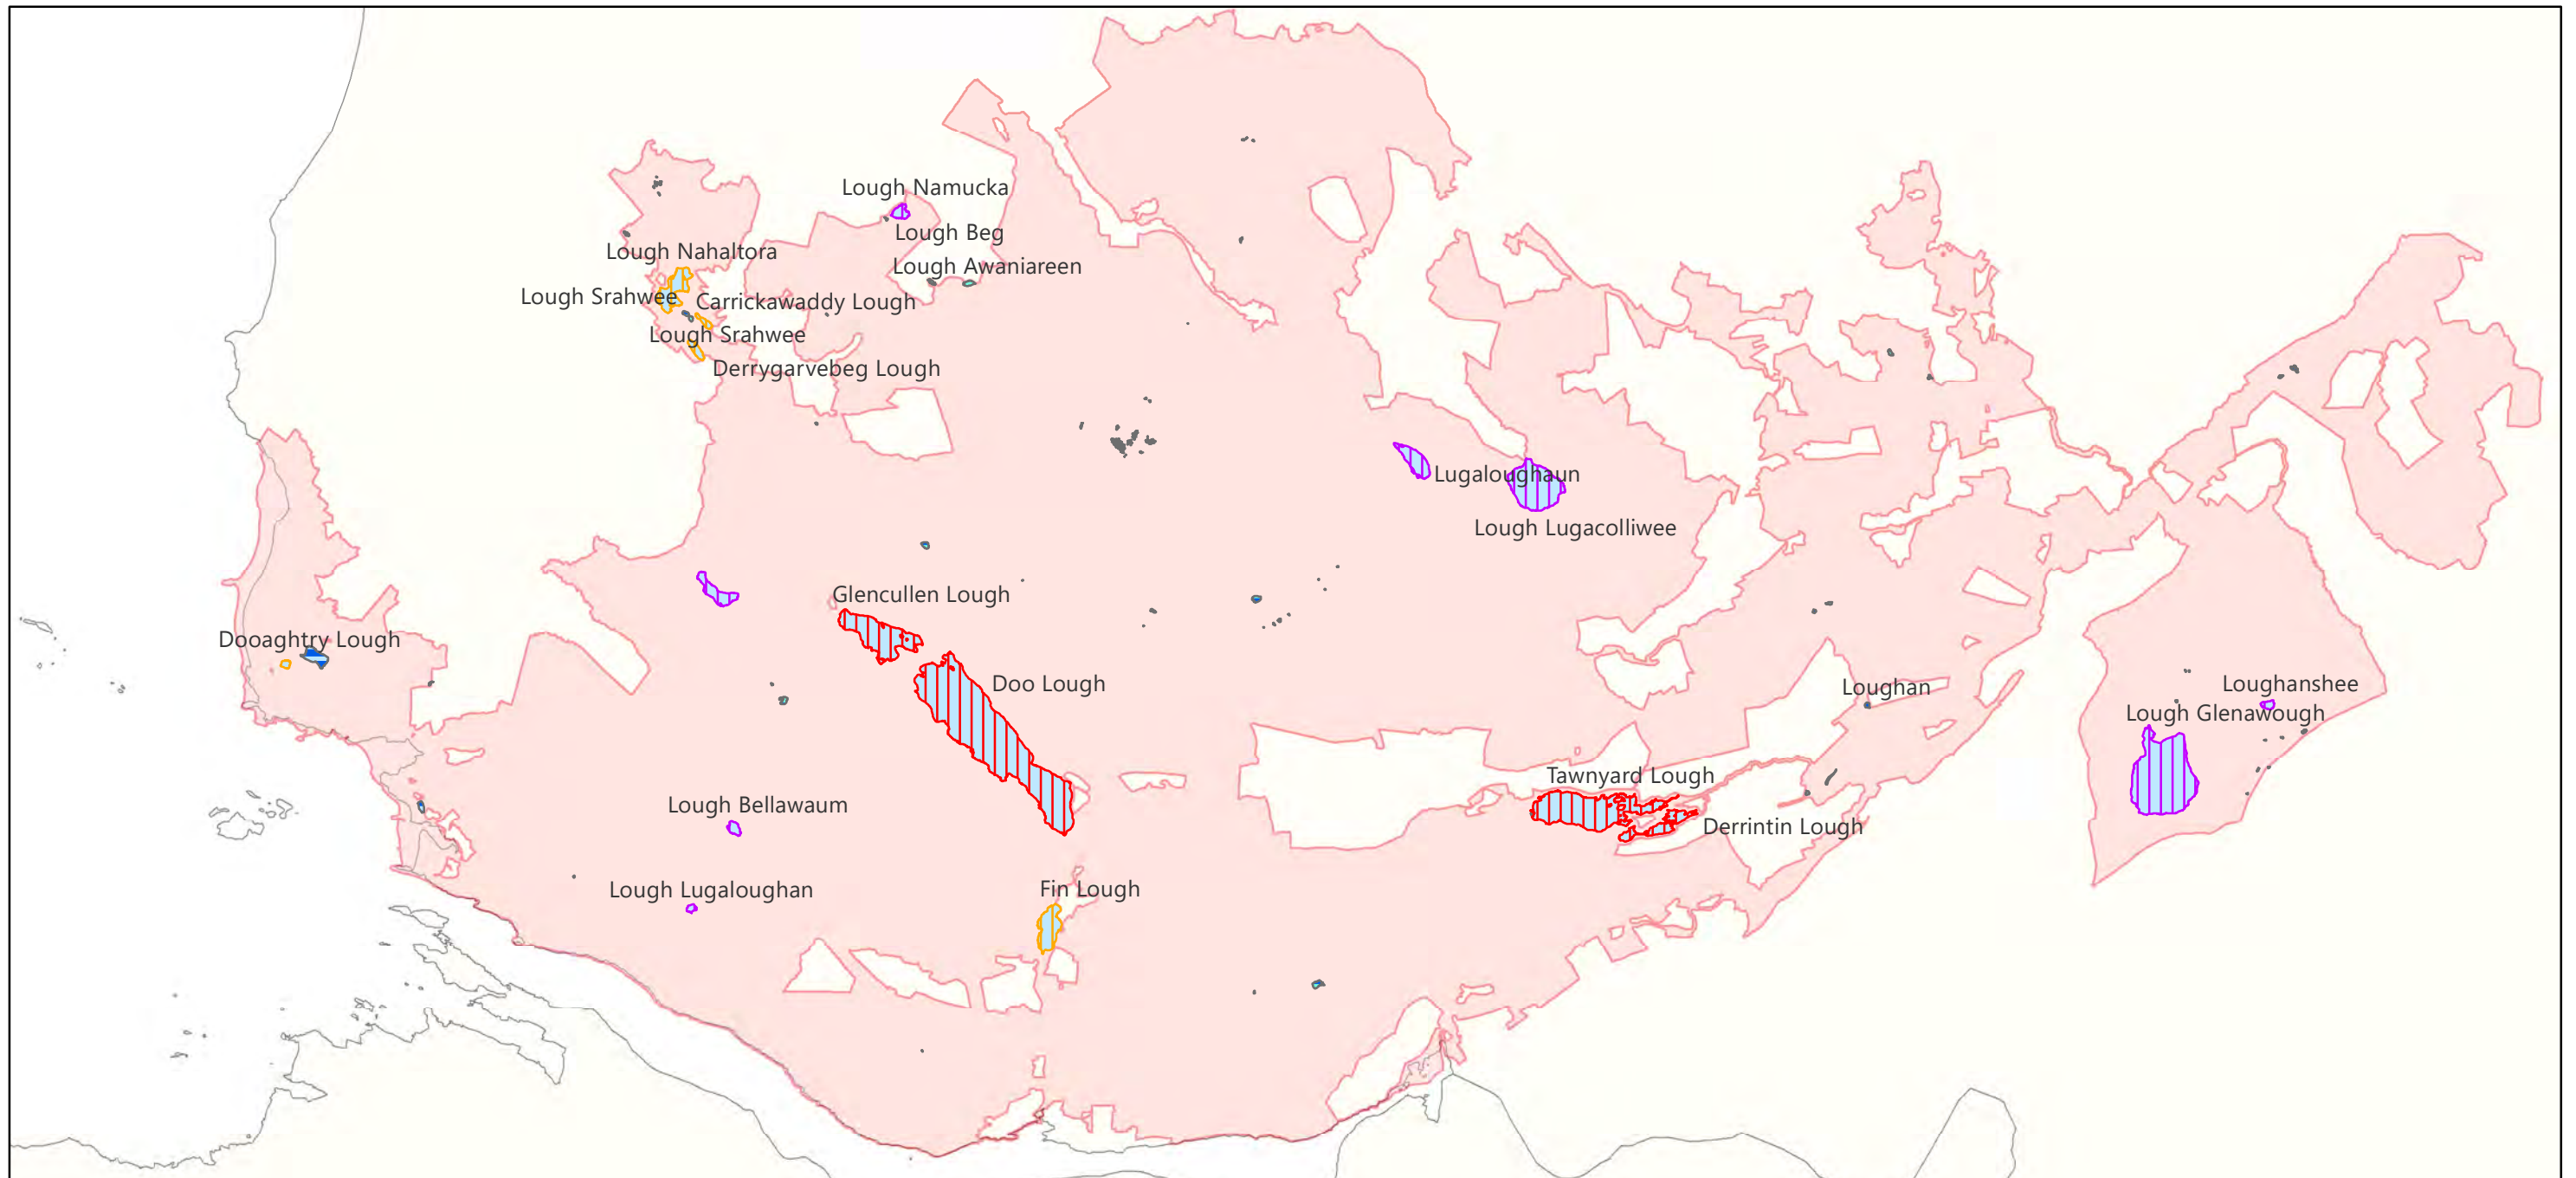 Lough Namucka
Lough Beg
Lough Nahaltora
Lough Awaniareen
Lough Srahwee
Carrickawaddy Lough
Lough Srahwee
Derrygarvebeg Lough
Lugaloughaun
Lough Lugacolliwee
Glencullen Lough
Dooaghtry Lough
Doo Lough
Loughan
Loughanshee
Lough Glenawough
Tawnyard Lough
Lough Bellawaum
Derrintin Lough
Lough Lugaloughan
Fin Lough